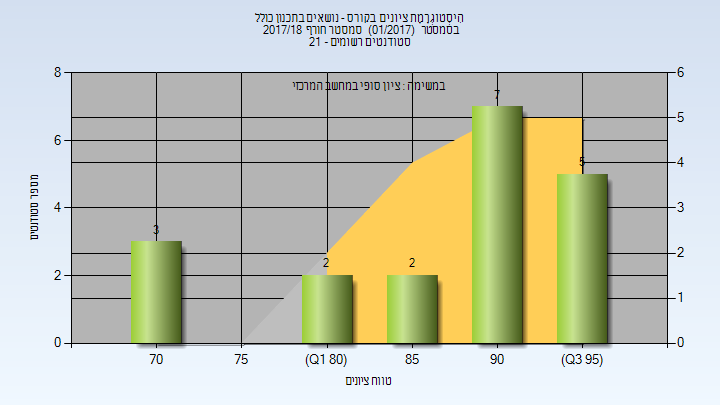 היסטוגרמת ציונים בקורס - נושאים בתכנון כולל
בסמסטר (01/2017) סמסטר חורף 2017/18
סטודנטים רשומים - 21
במשימה : ציון סופי במחשב המרכזי
מספר סטודנטים
8
6
4
2
0
6
5
4
3
2
1
0
3
2
2
7
5
70
75
(Q1 80)
85
90
(Q3 95)
טווח ציונים